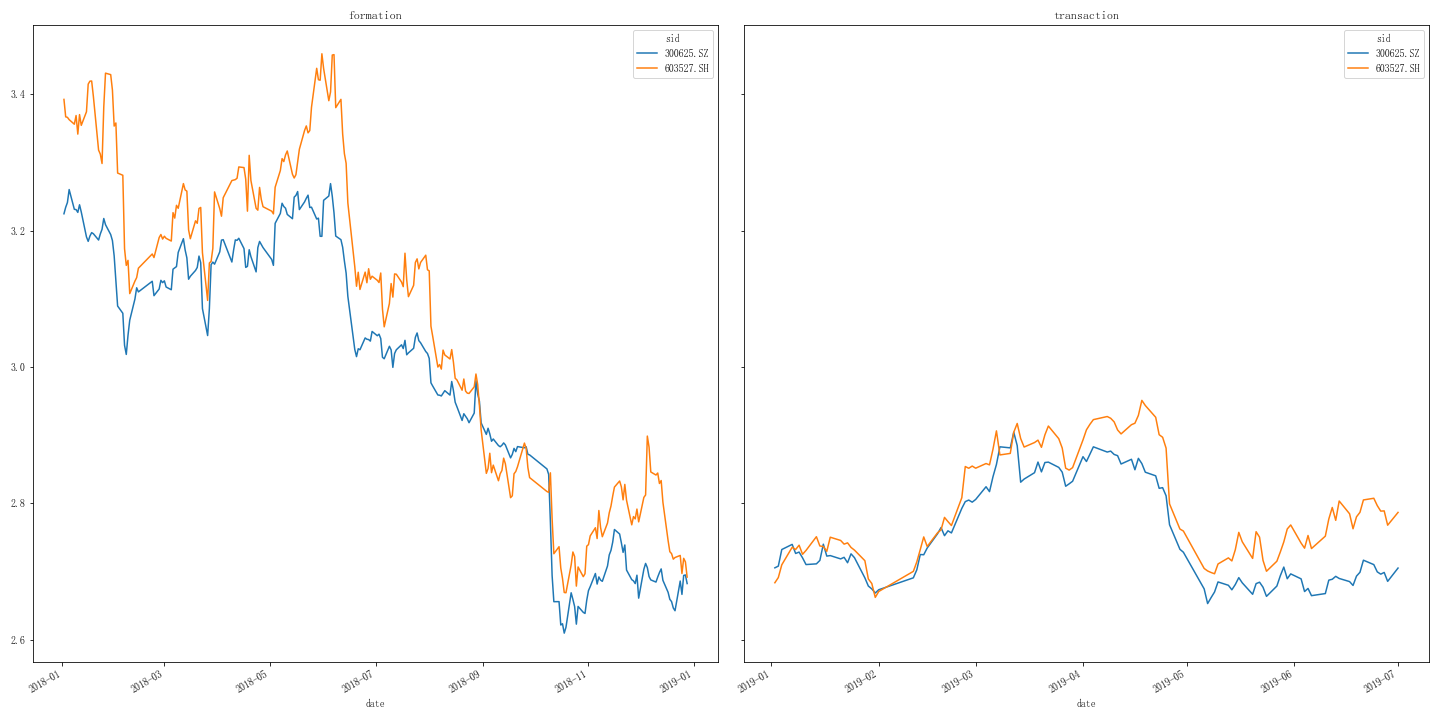 formation
sid
300625.SZ
603527.SH
3.4
3.2
3.0
2.8
2.6
2018-01
2018-03
2018-05
2018-07
2018-09
2018-11
2019-01
date
transaction
sid
300625.SZ
603527.SH
2019-01
2019-02
2019-03
2019-04
2019-05
2019-06
2019-07
date